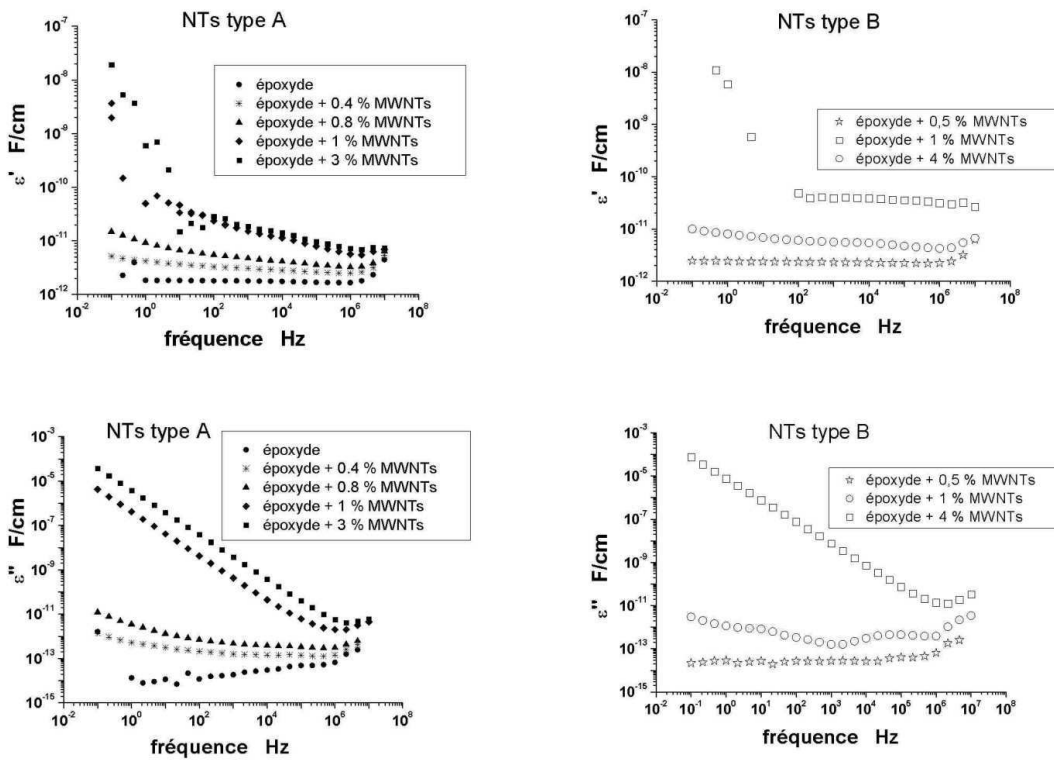 NTs type A
10⁻⁷
10⁻⁸
10⁻⁹
10⁻¹⁰
10⁻¹¹
10⁻¹²
ε' F/cm
époxyde
époxyde + 0.4 % MWNTs
époxyde + 0.8 % MWNTs
époxyde + 1 % MWNTs
époxyde + 3 % MWNTs
10⁻² 10⁰ 10² 10⁴ 10⁶ 10⁸
fréquence Hz
NTs type B
10⁻⁷
10⁻⁸
10⁻⁹
10⁻¹⁰
10⁻¹¹
10⁻¹²
ε' F/cm
époxyde + 0,5 % MWNTs
époxyde + 1 % MWNTs
époxyde + 4 % MWNTs
10⁻² 10⁰ 10² 10⁴ 10⁶ 10⁸
fréquence Hz
NTs type A
10⁻³
10⁻⁵
10⁻⁷
10⁻⁹
10⁻¹¹
10⁻¹³
10⁻¹⁵
ε" F/cm
époxyde
époxyde + 0.4 % MWNTs
époxyde + 0.8 % MWNTs
époxyde + 1 % MWNTs
époxyde + 3 % MWNTs
10⁻² 10⁰ 10² 10⁴ 10⁶ 10⁸
fréquence Hz
NTs type B
10⁻³
10⁻⁵
10⁻⁷
10⁻⁹
10⁻¹¹
10⁻¹³
10⁻¹⁵
ε" F/cm
époxyde + 0,5 % MWNTs
époxyde + 1 % MWNTs
époxyde + 4 % MWNTs
10⁻² 10⁻¹ 10⁰ 10¹ 10² 10³ 10⁴ 10⁵ 10⁶ 10⁷ 10⁸
fréquence Hz